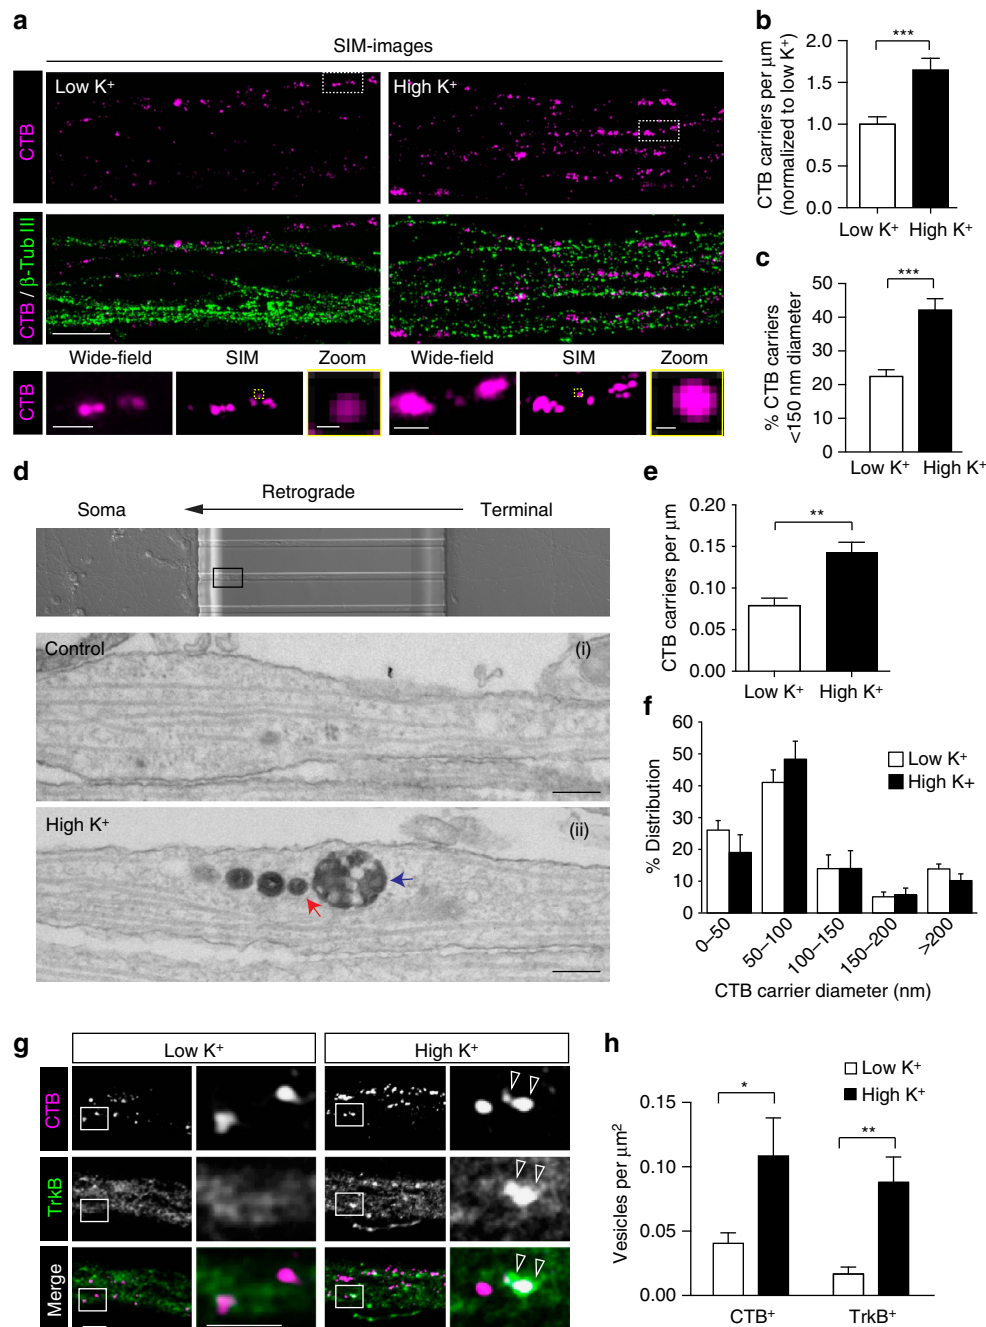 a
SIM-images
Low K⁺
High K⁺
CTB
CTB / β-Tub III
Wide-field
SIM
Zoom
Wide-field
SIM
Zoom
CTB
b
CTB carriers per μm
(normalized to low K⁺)
2.0
1.5
1.0
0.5
0.0
***
Low K⁺
High K⁺
c
% CTB carriers
<150 nm diameter
50
40
30
20
10
0
***
Low K⁺
High K⁺
d
Retrograde
Soma
Terminal
Control
(i)
High K⁺
(ii)
e
CTB carriers per μm
0.20
0.15
0.10
0.05
0.00
**
Low K⁺
High K⁺
f
% Distribution
60
50
40
30
20
10
0
Low K⁺
High K+
0–50
50–100
100–150
150–200
>200
CTB carrier diameter (nm)
g
Low K⁺
High K⁺
CTB
TrkB
Merge
h
Low K⁺
High K⁺
Vesicles per μm²
0.15
0.10
0.05
0.00
*
**
CTB⁺
TrkB⁺